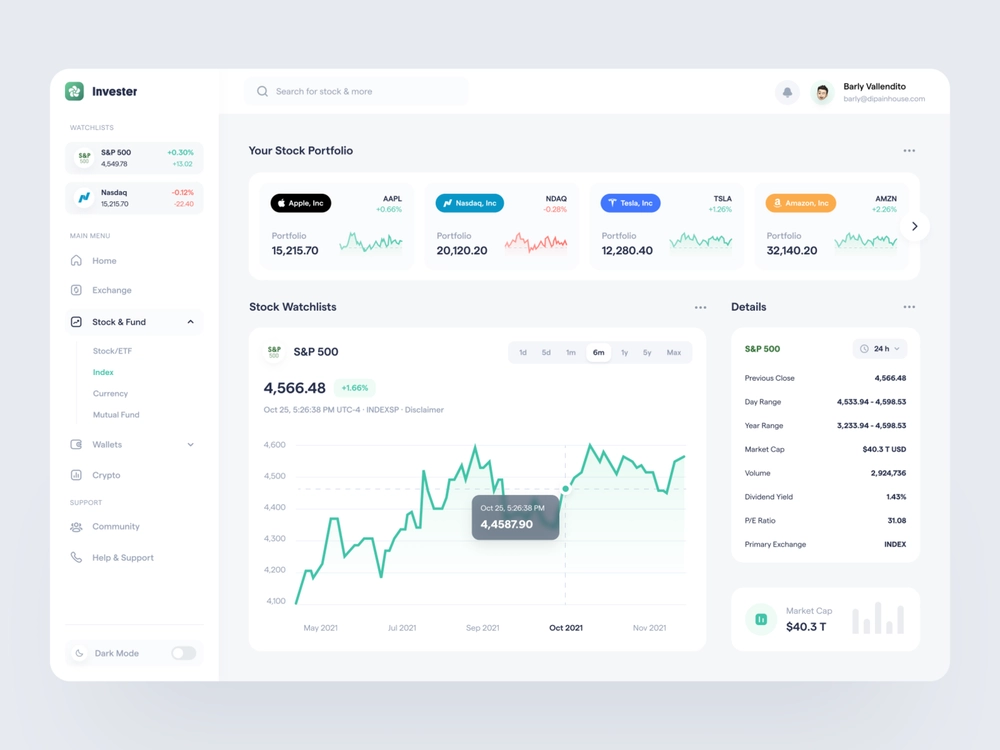 Invester
Search for stock & more
Barly Vallendito
barly@dipainhouse.com
WATCHLISTS
S&P 500
S&P 500
+0.30%
4,549.78
+13.02
Nasdaq
-0.12%
15,215.70
-22.40
MAIN MENU
Home
Exchange
Stock & Fund
Stock/ETF
Index
Currency
Mutual Fund
Wallets
Crypto
SUPPORT
Community
Help & Support
Dark Mode
Your Stock Portfolio
Apple, Inc
AAPL
+0.66%
Portfolio
15,215.70
Nasdaq, Inc
NDAQ
-0.28%
Portfolio
20,120.20
Tesla, Inc
TSLA
+1.26%
Portfolio
12,280.40
Amazon, Inc
AMZN
+2.26%
Portfolio
32,140.20
Stock Watchlists
S&P 500
S&P 500
1d 5d 1m 6m 1y 5y Max
4,566.48
+1.66%
Oct 25, 5:26:38 PM UTC-4 · INDEXSP · Disclaimer
4,600
4,500
4,400
4,300
4,200
4,100
Oct 25, 5:26:38 PM
4,4587.90
May 2021 Jul 2021 Sep 2021 Oct 2021 Nov 2021
Details
S&P 500
24 h
Previous Close 4,566.48
Day Range 4,533.94 - 4,598.53
Year Range 3,233.94 - 4,598.53
Market Cap $40.3 T USD
Volume 2,924,736
Dividend Yield 1.43%
P/E Ratio 31.08
Primary Exchange INDEX
Market Cap
$40.3 T